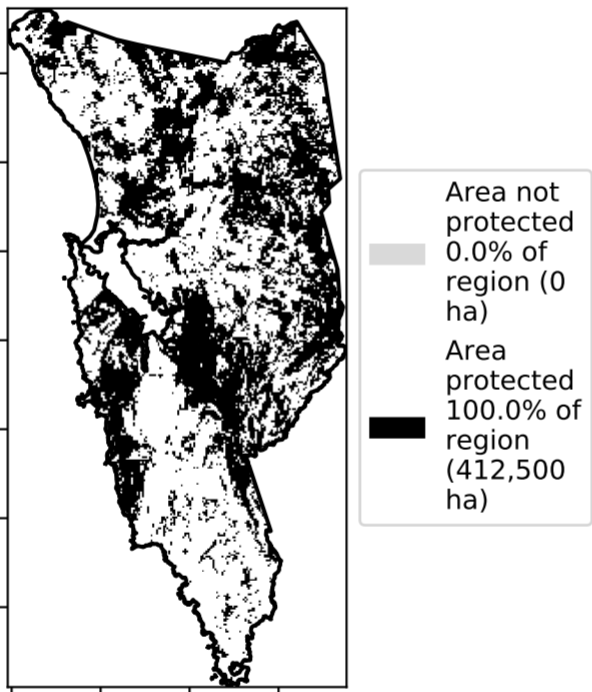 Area not
protected
0.0% of
region (0
ha)
Area
protected
100.0% of
region
(412,500
ha)